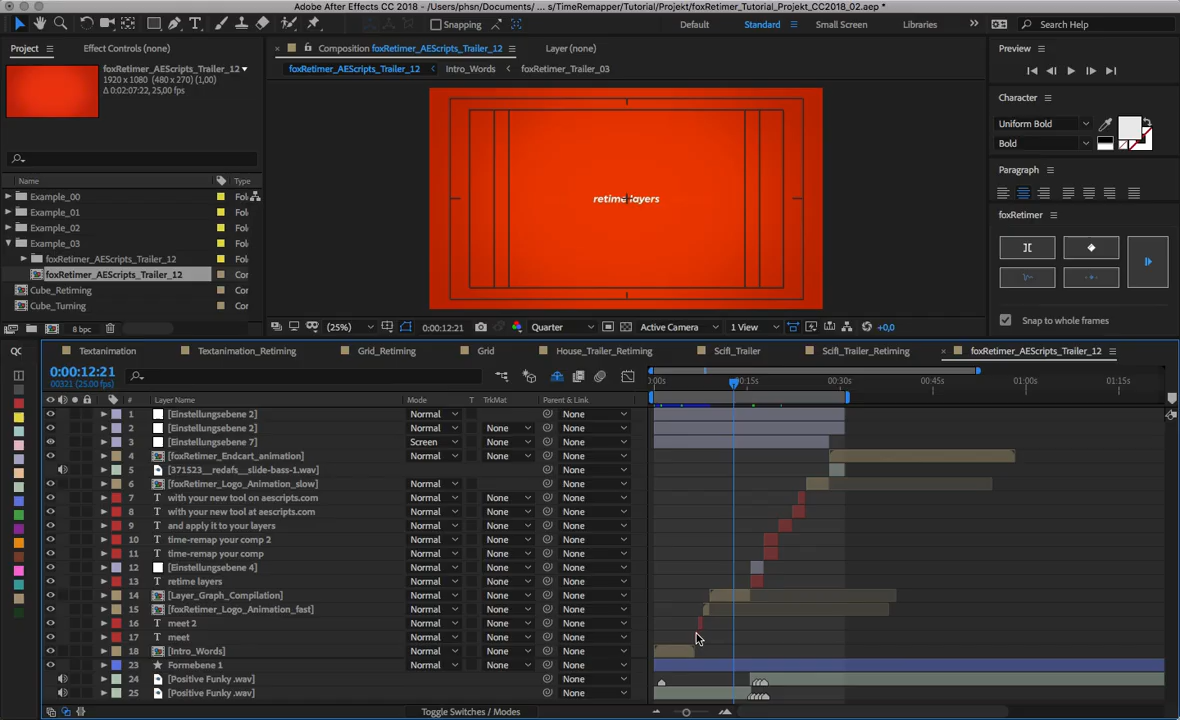 Adobe After Effects CC 2018 - /Users/phsn/Documents/ ... s/TimeRemapper/Tutorial/Projekt/foxRetimer_Tutorial_Projekt_CC2018_02.aep *
Snapping
Default
Standard
Small Screen
Libraries
Search Help
Project
Effect Controls (none)
Composition foxRetimer_AEScripts_Trailer_12
Layer (none)
Preview
foxRetimer_AEScripts_Trailer_12
1920 x 1080 (480 x 270) (1,00)
Δ 0:02:07:22, 25,00 fps
foxRetimer_AEScripts_Trailer_12
Intro_Words
foxRetimer_Trailer_03
Character
Uniform Bold
Bold
Paragraph
foxRetimer
Snap to whole frames
Name
Type
Example_00
Fol
Example_01
Fol
Example_02
Fol
Example_03
Fol
foxRetimer_AEScripts_Trailer_12
Fol
foxRetimer_AEScripts_Trailer_12
Cor
Cube_Retiming
Cor
Cube_Turning
Cor
8 bpc
retime layers
(25%)
0:00:12:21
Quarter
Active Camera
1 View
+0,0
QC
Textanimation
Textanimation_Retiming
Grid_Retiming
Grid
House_Trailer_Retiming
Scifi_Trailer
Scifi_Trailer_Retiming
foxRetimer_AEScripts_Trailer_12
0:00:12:21
00321 (25.00 fps)
:00s
00:15s
00:30s
00:45s
01:00s
01:15s
#
Layer Name
Mode
T
TrkMat
Parent & Link
1 [Einstellungsebene 2] Normal None
2 [Einstellungsebene 2] Normal None None
3 [Einstellungsebene 7] Screen None None
4 [foxRetimer_Endcart_animation] Normal None None
5 [371523__redafs__slide-bass-1.wav] None
6 [foxRetimer_Logo_Animation_slow] Normal None None
7 with your new tool on aescripts.com Normal None None
8 with your new tool at aescripts.com Normal None None
9 and apply it to your layers Normal None None
10 time-remap your comp 2 Normal None None
11 time-remap your comp Normal None None
12 [Einstellungsebene 4] Normal None None
13 retime layers Normal None None
14 [Layer_Graph_Compilation] Normal None None
15 [foxRetimer_Logo_Animation_fast] Normal None None
16 meet 2 Normal None None
17 meet Normal None None
18 [Intro_Words] Normal None None
23 Formebene 1 Normal None None
24 [Positive Funky .wav] None
25 [Positive Funky .wav] None
Toggle Switches / Modes